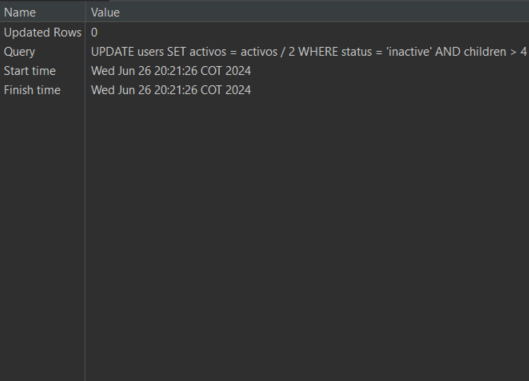 Name Value
Updated Rows 0
Query UPDATE users SET activos = activos / 2 WHERE status = 'inactive' AND children > 4
Start time Wed Jun 26 20:21:26 COT 2024
Finish time Wed Jun 26 20:21:26 COT 2024